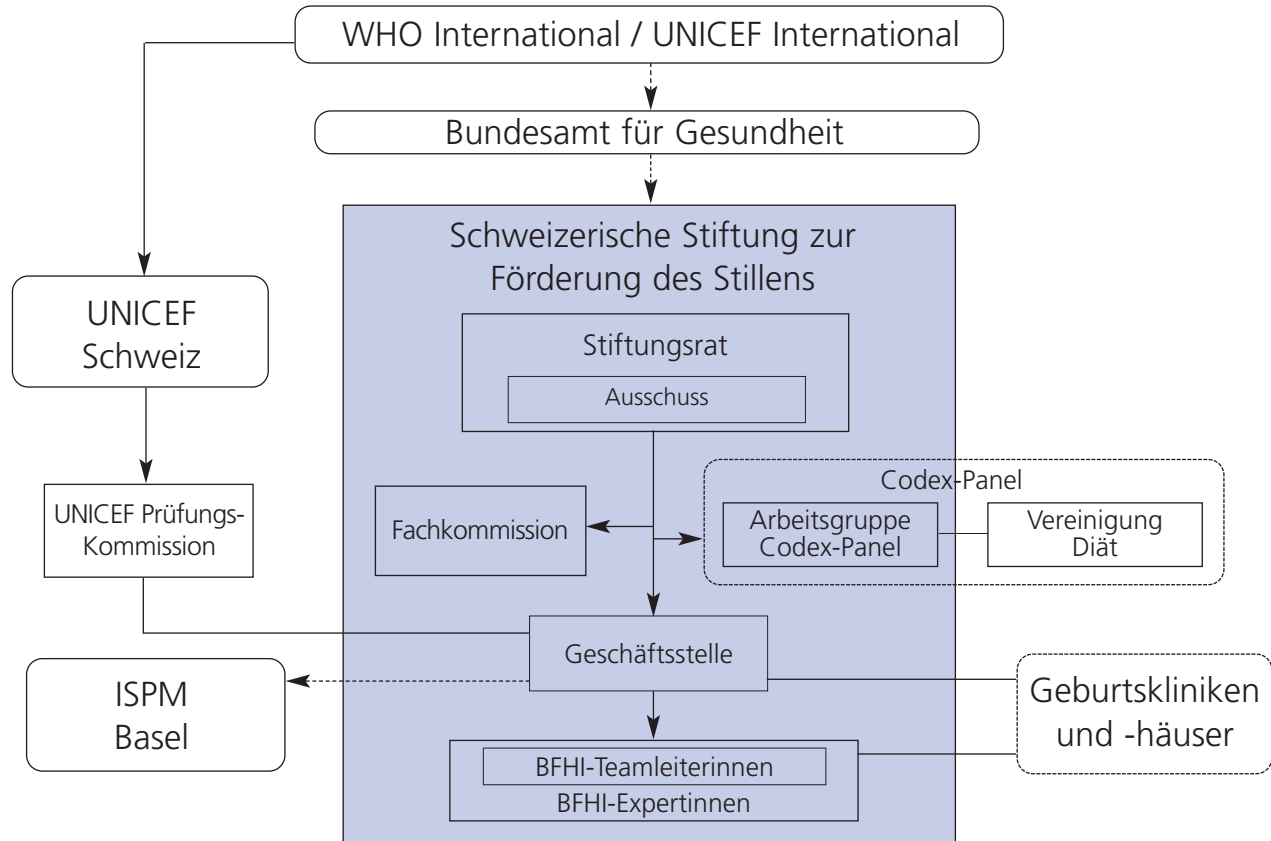 WHO International / UNICEF International
Bundesamt für Gesundheit
Schweizerische Stiftung zur
Förderung des Stillens
UNICEF
Schweiz
Stiftungsrat
Ausschuss
Codex-Panel
UNICEF Prüfungs-
Kommission
Fachkommission
Arbeitsgruppe
Codex-Panel
Vereinigung
Diät
Geschäftsstelle
ISPM
Basel
Geburtskliniken
und -häuser
BFHI-Teamleiterinnen
BFHI-Expertinnen